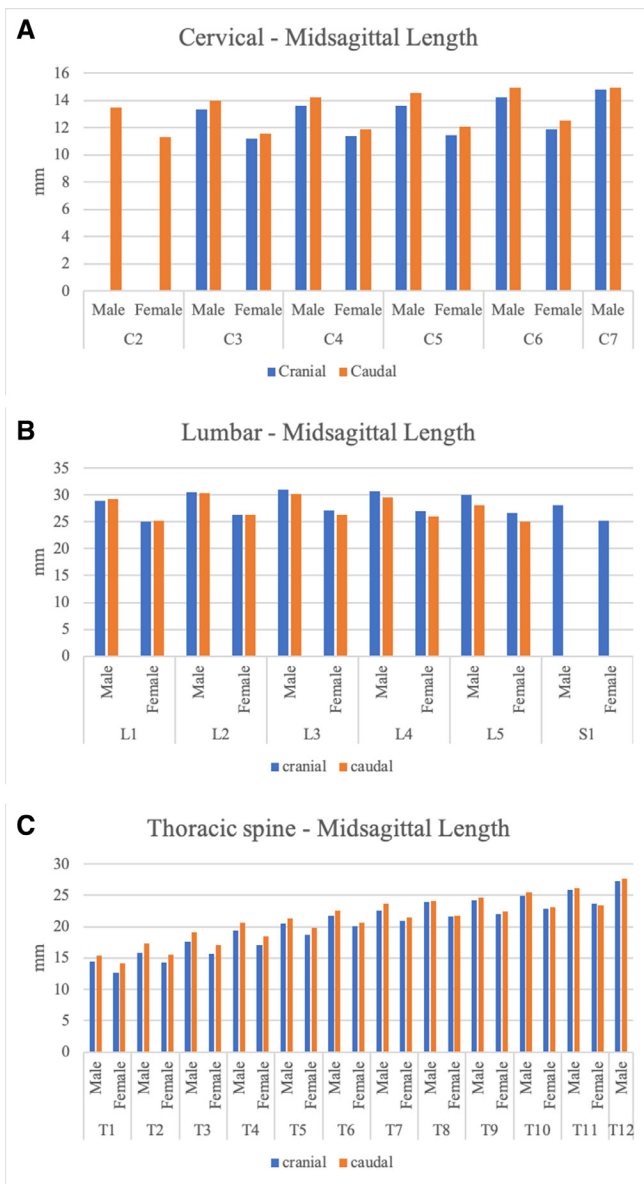 A
Cervical - Midsagittal Length
16
14
12
10
8
6
4
2
0
mm
Male Female Male Female Male Female Male Female Male Female Male
C2 C3 C4 C5 C6 C7
Cranial Caudal
B
Lumbar - Midsagittal Length
35
30
25
20
15
10
5
0
mm
Male Female Male Female Male Female Male Female Male Female Male Female
L1 L2 L3 L4 L5 S1
cranial caudal
C
Thoracic spine - Midsagittal Length
30
25
20
15
10
5
0
mm
Male Female Male Female Male Female Male Female Male Female Male Female Male Female Male Female Male Female Male Female Male Female Male
T1 T2 T3 T4 T5 T6 T7 T8 T9 T10 T11 T12
cranial caudal